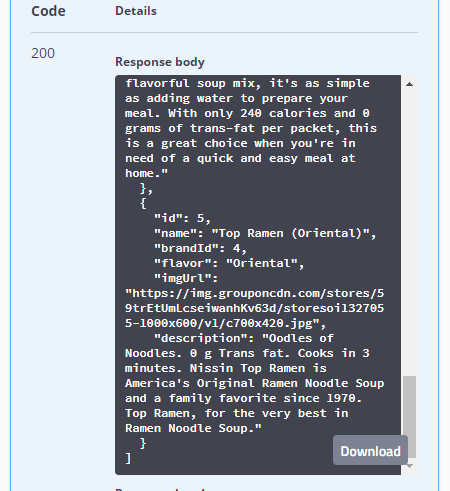 Code Details
200
Response body
flavorful soup mix, it's as simple
as adding water to prepare your
meal. With only 240 calories and 0
grams of trans-fat per packet, this
is a great choice when you're in
need of a quick and easy meal at
home."
},
{
"id": 5,
"name": "Top Ramen (Oriental)",
"brandId": 4,
"flavor": "Oriental",
"imgUrl":
"https://img.grouponcdn.com/stores/5
9trEtUmLcseiwanhKv63d/storesoi132705
5-1000x600/v1/c700x420.jpg",
"description": "Oodles of
Noodles. 0 g Trans fat. Cooks in 3
minutes. Nissin Top Ramen is
America's Original Ramen Noodle Soup
and a family favorite since 1970.
Top Ramen, for the very best in
Ramen Noodle Soup."
}
]
Download